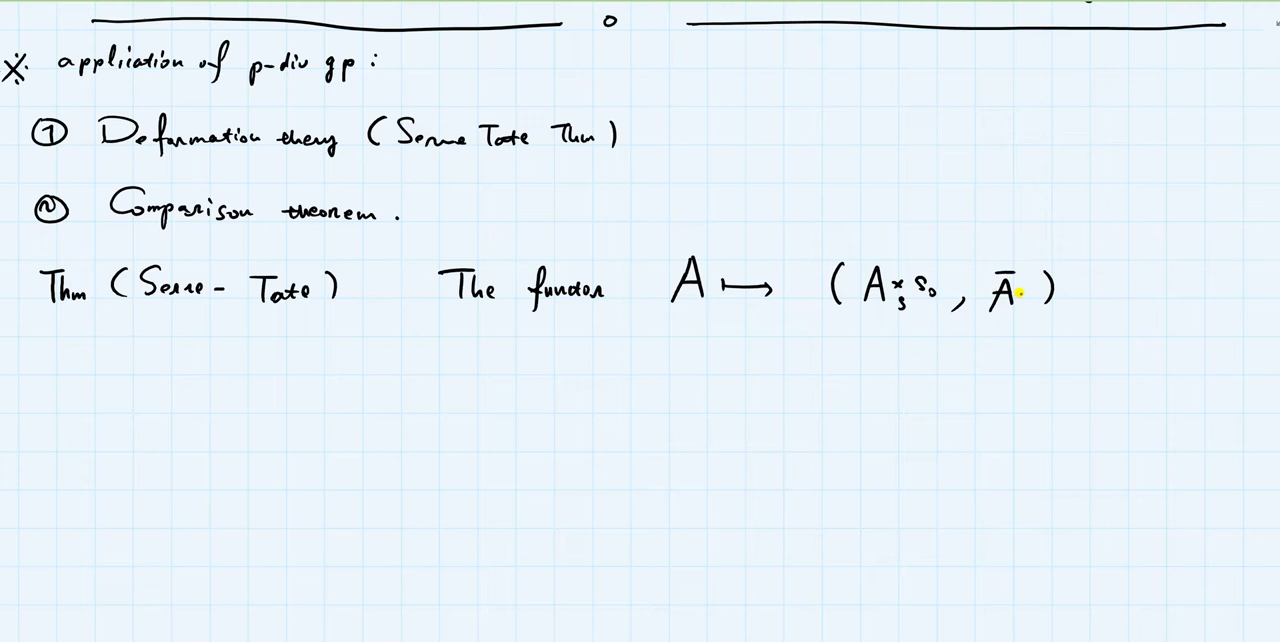 ※ application of p-div gp :
① Deformation theory ( Serre Tate Thm )
② Comparison theorem .
Thm ( Serre - Tate ) The functor A ↦ ( A ×_S S₀ , Ā )